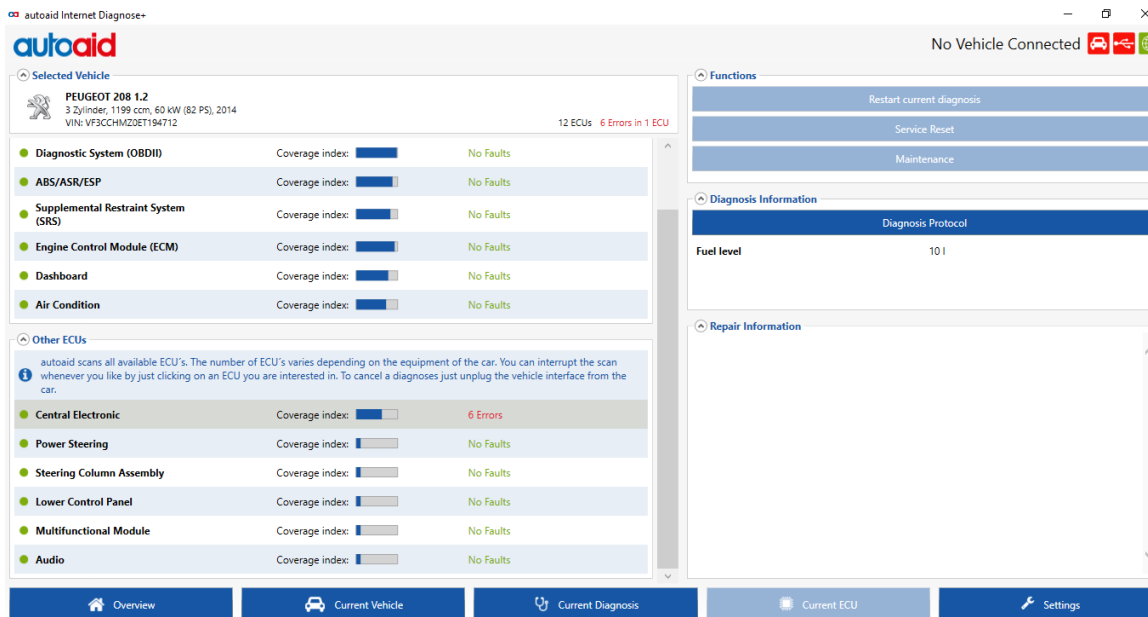 autoaid Internet Diagnose+
autoaid
No Vehicle Connected
Selected Vehicle
PEUGEOT 208 1.2
3 Zylinder, 1199 ccm, 60 kW (82 PS), 2014
VIN: VF3CCHMZ0ET194712
12 ECUs 6 Errors in 1 ECU
Diagnostic System (OBDII) Coverage index: No Faults
ABS/ASR/ESP Coverage index: No Faults
Supplemental Restraint System
(SRS) Coverage index: No Faults
Engine Control Module (ECM) Coverage index: No Faults
Dashboard Coverage index: No Faults
Air Condition Coverage index: No Faults
Other ECUs
autoaid scans all available ECU´s. The number of ECU´s varies depending on the equipment of the car. You can interrupt the scan
whenever you like by just clicking on an ECU you are interested in. To cancel a diagnoses just unplug the vehicle interface from the
car.
Central Electronic Coverage index: 6 Errors
Power Steering Coverage index: No Faults
Steering Column Assembly Coverage index: No Faults
Lower Control Panel Coverage index: No Faults
Multifunctional Module Coverage index: No Faults
Audio Coverage index: No Faults
Functions
Restart current diagnosis
Service Reset
Maintenance
Diagnosis Information
Diagnosis Protocol
Fuel level 10 l
Repair Information
Overview
Current Vehicle
Current Diagnosis
Current ECU
Settings